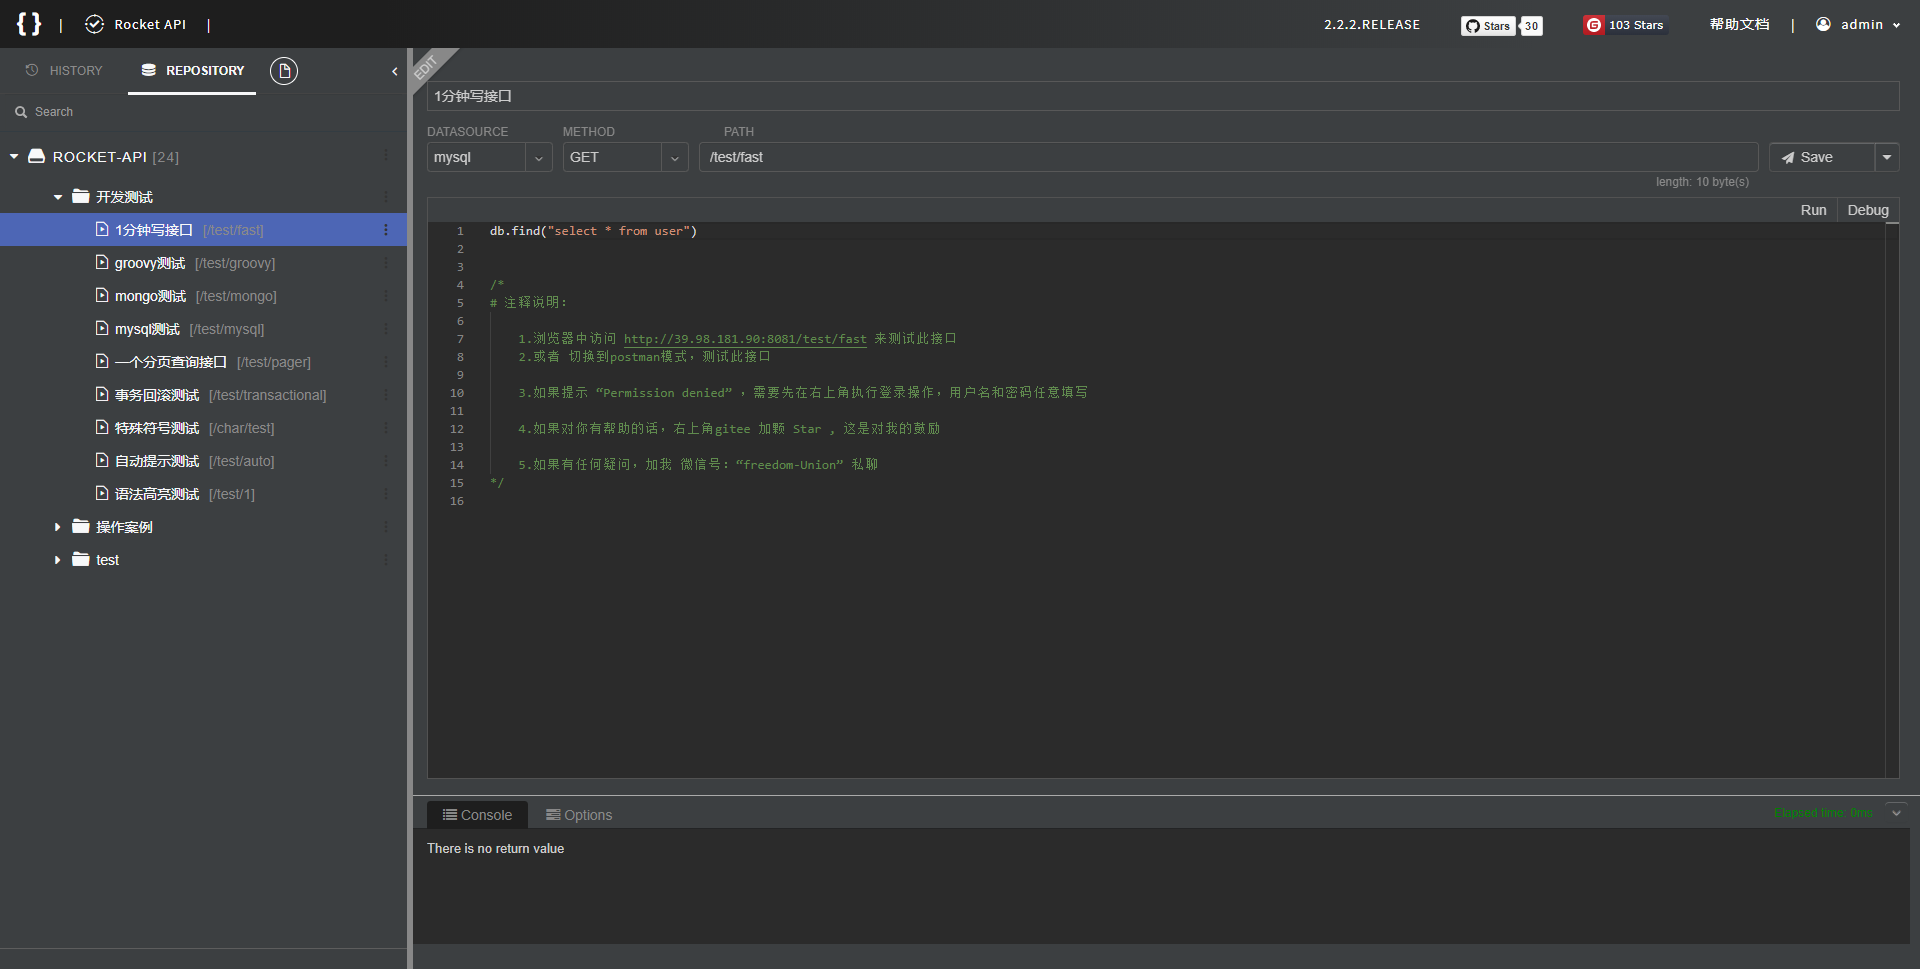 { } | Rocket API |
2.2.2.RELEASE Stars 30 103 Stars 帮助文档 | admin
HISTORY REPOSITORY
Search
ROCKET-API [24]
开发测试
1分钟写接口 [/test/fast]
groovy测试 [/test/groovy]
mongo测试 [/test/mongo]
mysql测试 [/test/mysql]
一个分页查询接口 [/test/pager]
事务回滚测试 [/test/transactional]
特殊符号测试 [/char/test]
自动提示测试 [/test/auto]
语法高亮测试 [/test/1]
操作案例
test
EDIT
1分钟写接口
DATASOURCE METHOD PATH
mysql GET /test/fast Save
length: 10 byte(s)
Run Debug
1 db.find("select * from user")
2
3
4 /*
5 # 注释说明：
6
7 1.浏览器中访问 http://39.98.181.90:8081/test/fast 来测试此接口
8 2.或者 切换到postman模式，测试此接口
9
10 3.如果提示 “Permission denied” ，需要先在右上角执行登录操作，用户名和密码任意填写
11
12 4.如果对你有帮助的话，右上角gitee 加颗 Star , 这是对我的鼓励
13
14 5.如果有任何疑问，加我 微信号：“freedom-Union” 私聊
15 */
16
Console Options
Elapsed time: 0ms
There is no return value